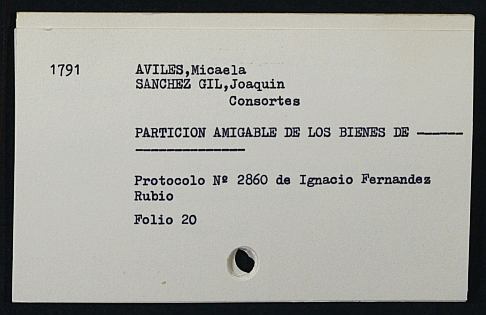 1791 AVILES,Micaela
SANCHEZ GIL,Joaquin
Consortes
PARTICION AMIGABLE DE LOS BIENES DE ------
--------------
Protocolo Nº 2860 de Ignacio Fernandez
Rubio
Folio 20